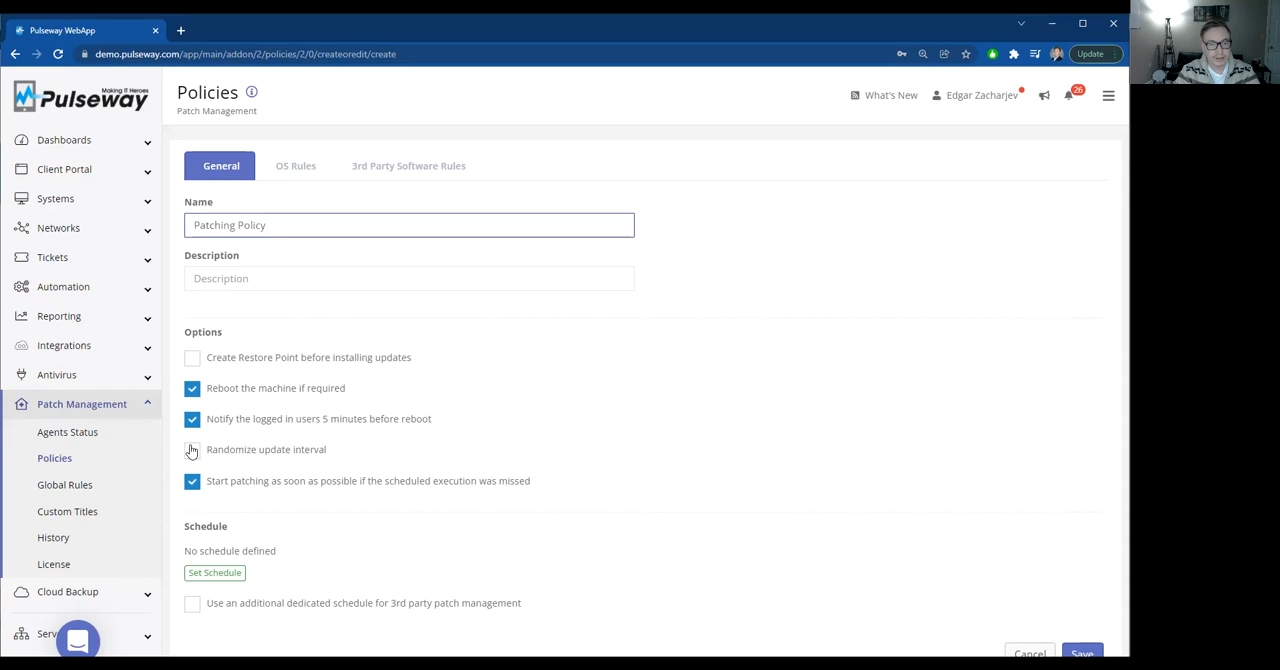 Pulseway WebApp
demo.pulseway.com/app/main/addon/2/policies/2/0/createoredit/create
Update
Making IT Heroes
Pulseway
Policies
Patch Management
What's New
Edgar Zacharjev
26
Dashboards
Client Portal
Systems
Networks
Tickets
Automation
Reporting
Integrations
Antivirus
Patch Management
Agents Status
Policies
Global Rules
Custom Titles
History
License
Cloud Backup
Serv
General
OS Rules
3rd Party Software Rules
Name
Patching Policy
Description
Description
Options
Create Restore Point before installing updates
Reboot the machine if required
Notify the logged in users 5 minutes before reboot
Randomize update interval
Start patching as soon as possible if the scheduled execution was missed
Schedule
No schedule defined
Set Schedule
Use an additional dedicated schedule for 3rd party patch management
Cancel
Save